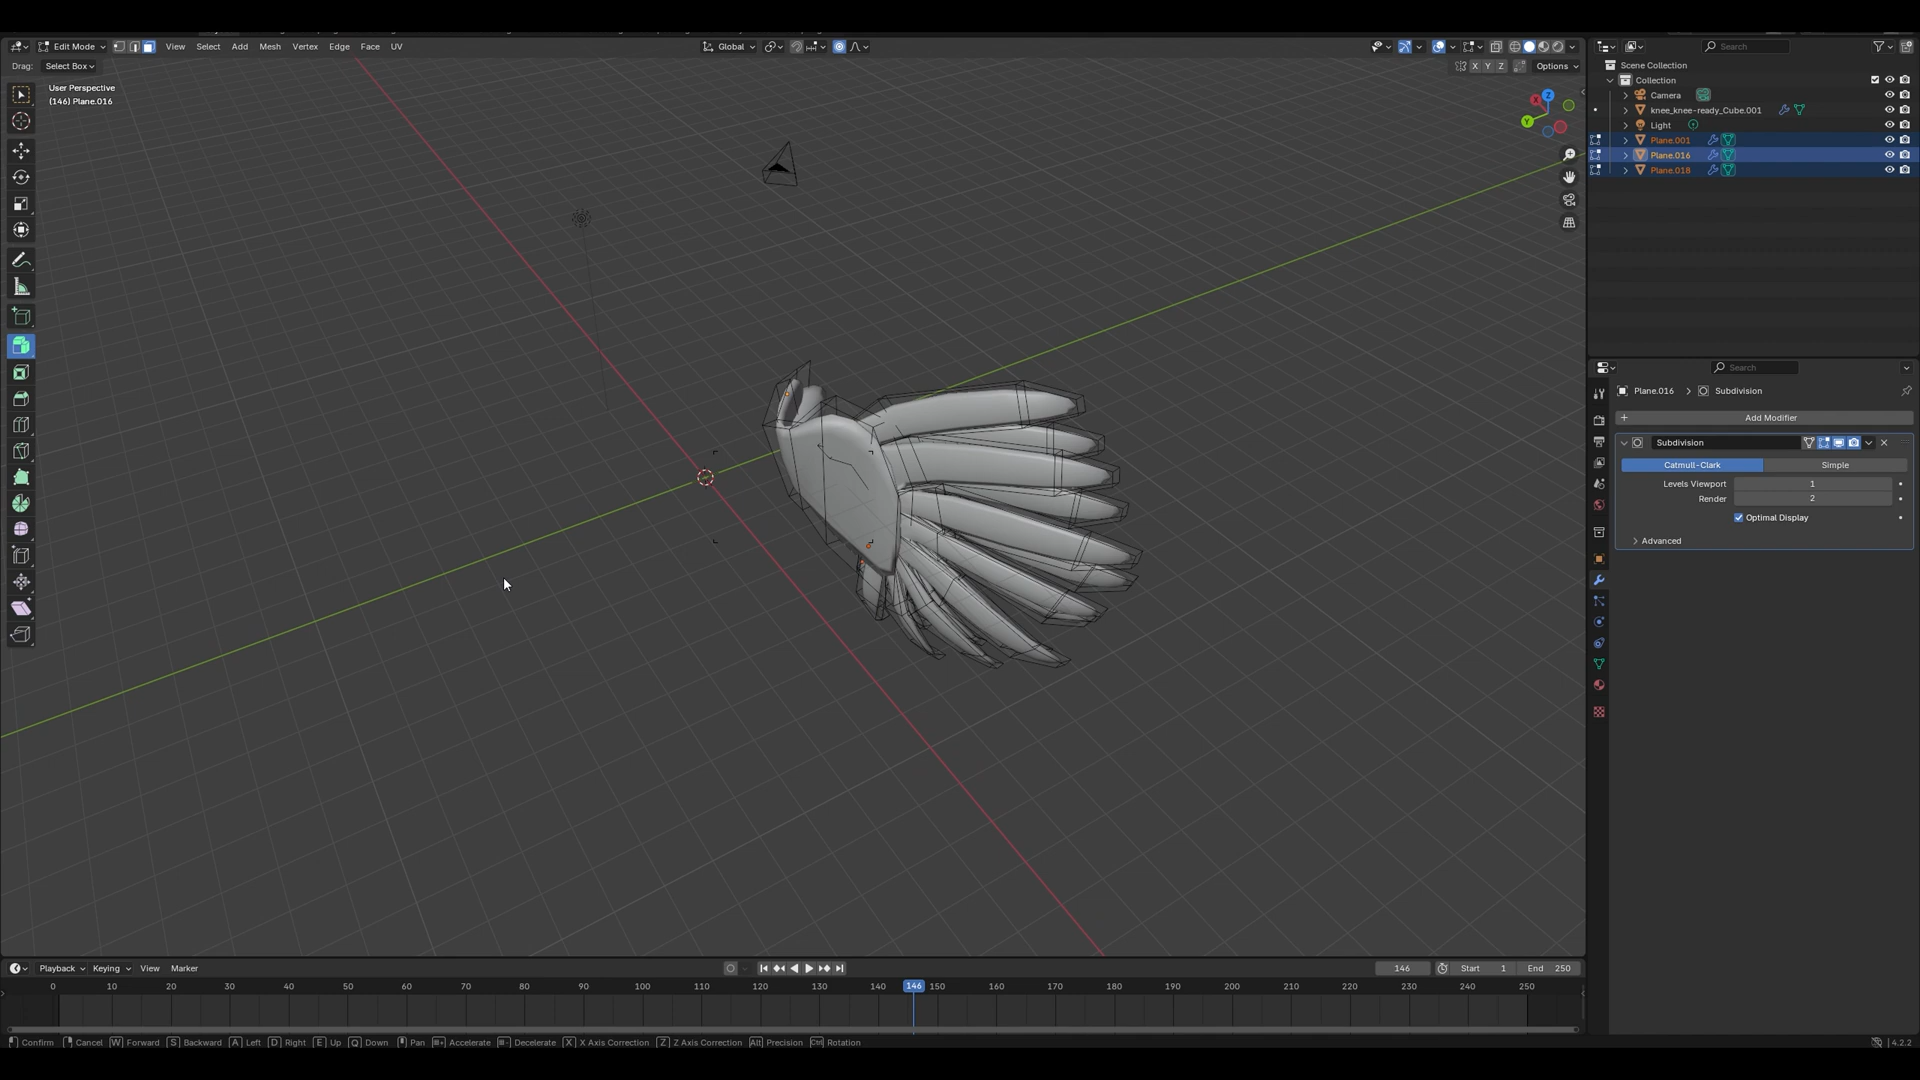 Edit Mode View Select Add Mesh Vertex Edge Face UV Global Search
Drag: Select Box X Y Z Options Scene Collection
User Perspective
(146) Plane.016
Collection
Camera
knee_knee-ready_Cube.001
Light
Plane.001
Plane.016
Plane.018
X Z Y
Search
Plane.016 > Subdivision
+ Add Modifier
Subdivision
Catmull-Clark Simple
Levels Viewport 1
Render 2
Optimal Display
Advanced
Playback Keying View Marker 146 Start 1 End 250
0 10 20 30 40 50 60 70 80 90 100 110 120 130 140 146 150 160 170 180 190 200 210 220 230 240 250
Confirm Cancel W Forward S Backward A Left D Right E Up Q Down Pan Accelerate Decelerate X X Axis Correction Z Z Axis Correction Alt Precision Ctrl Rotation 4.2.2